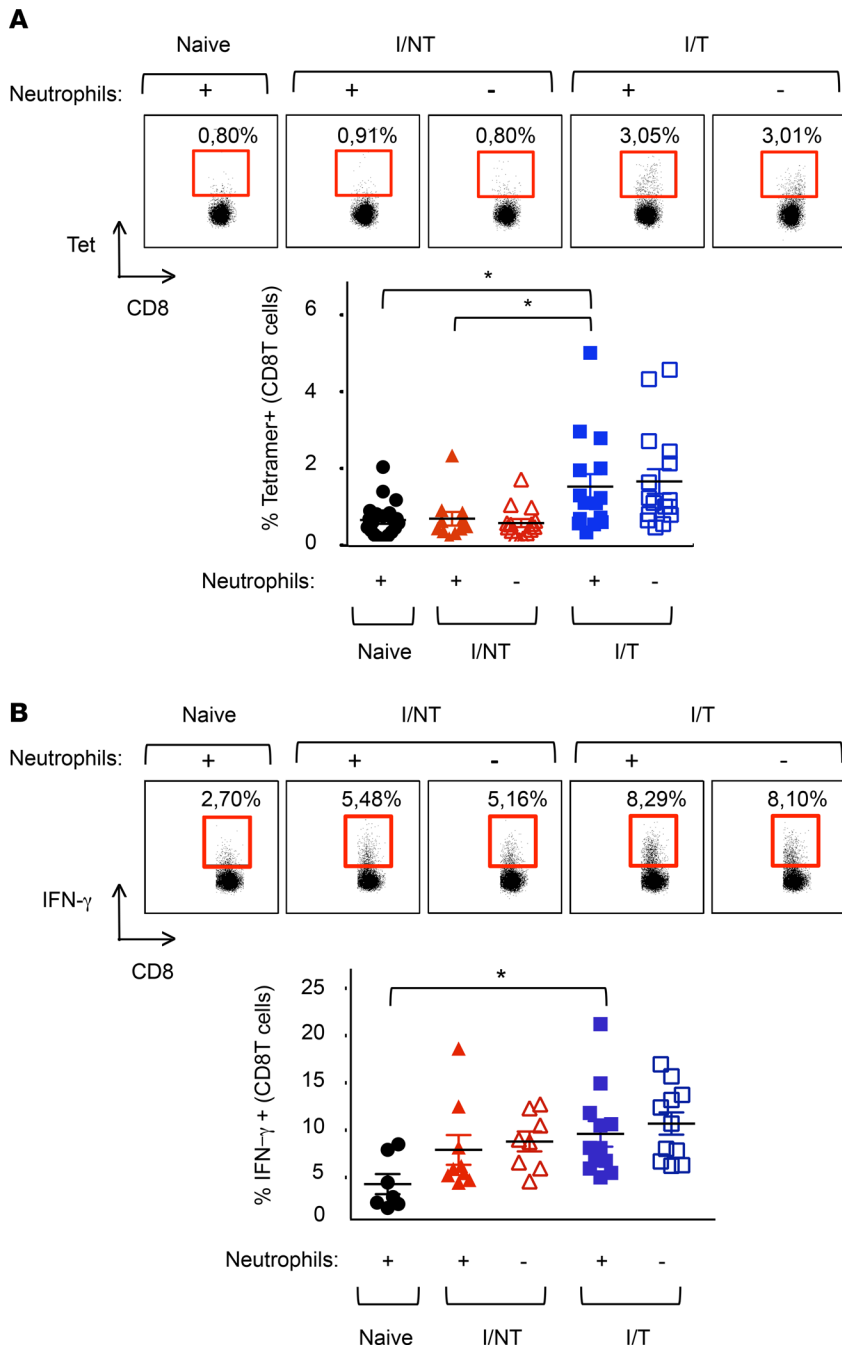 A
Naive I/NT I/T
Neutrophils: + + - + -
0,80% 0,91% 0,80% 3,05% 3,01%
Tet
CD8
% Tetramer+ (CD8T cells)
* 
*
6
4
2
0
Neutrophils: + + - + -
Naive I/NT I/T
B
Naive I/NT I/T
Neutrophils: + + - + -
2,70% 5,48% 5,16% 8,29% 8,10%
IFN-γ
CD8
% IFN-γ + (CD8T cells)
*
25
20
15
10
5
0
Neutrophils: + + - + -
Naive I/NT I/T